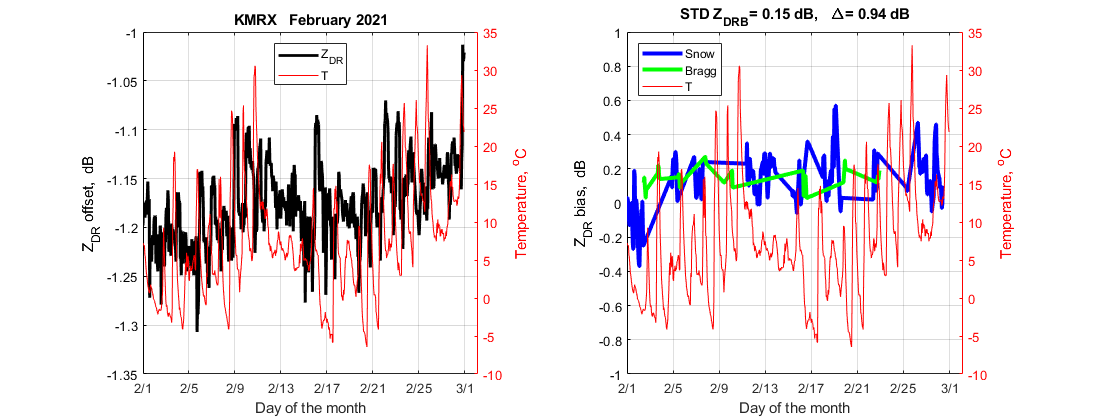 KMRX February 2021
-1
-1.05
-1.1
-1.15
-1.2
-1.25
-1.3
-1.35
Z_DR offset, dB
Z_DR
T
35
30
25
20
15
10
5
0
-5
-10
Temperature, °C
2/1 2/5 2/9 2/13 2/17 2/21 2/25 3/1
Day of the month
STD Z_DRB = 0.15 dB, Δ = 0.94 dB
1
0.8
0.6
0.4
0.2
0
-0.2
-0.4
-0.6
-0.8
-1
Z_DR bias, dB
Snow
Bragg
T
35
30
25
20
15
10
5
0
-5
-10
Temperature, °C
2/1 2/5 2/9 2/13 2/17 2/21 2/25 3/1
Day of the month